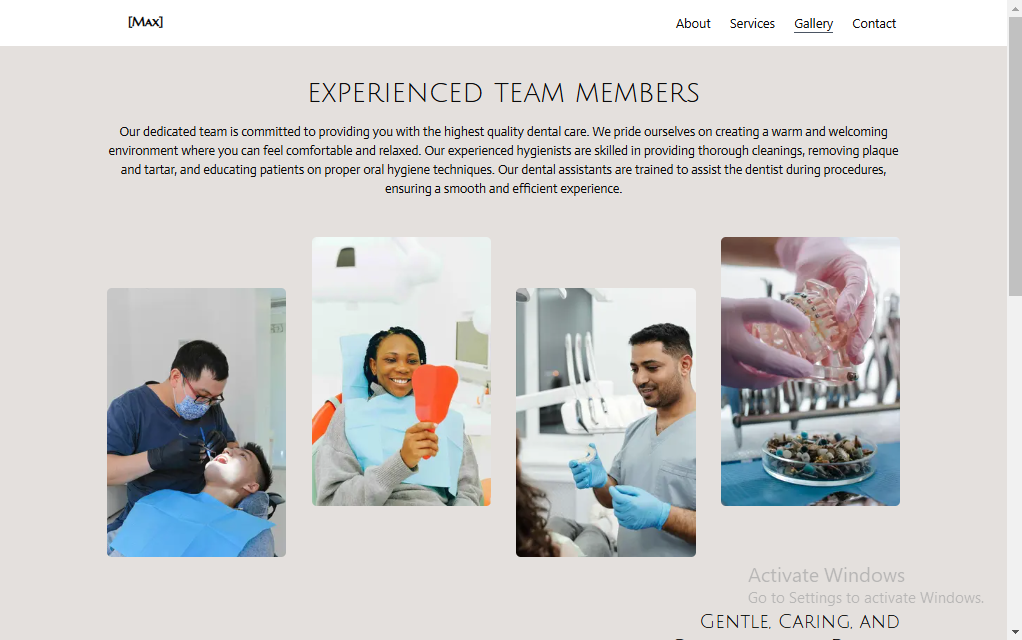 [Max]
About Services Gallery Contact
EXPERIENCED TEAM MEMBERS
Our dedicated team is committed to providing you with the highest quality dental care. We pride ourselves on creating a warm and welcoming
environment where you can feel comfortable and relaxed. Our experienced hygienists are skilled in providing thorough cleanings, removing plaque
and tartar, and educating patients on proper oral hygiene techniques. Our dental assistants are trained to assist the dentist during procedures,
ensuring a smooth and efficient experience.
Activate Windows
Go to Settings to activate Windows.
Gentle, Caring, and